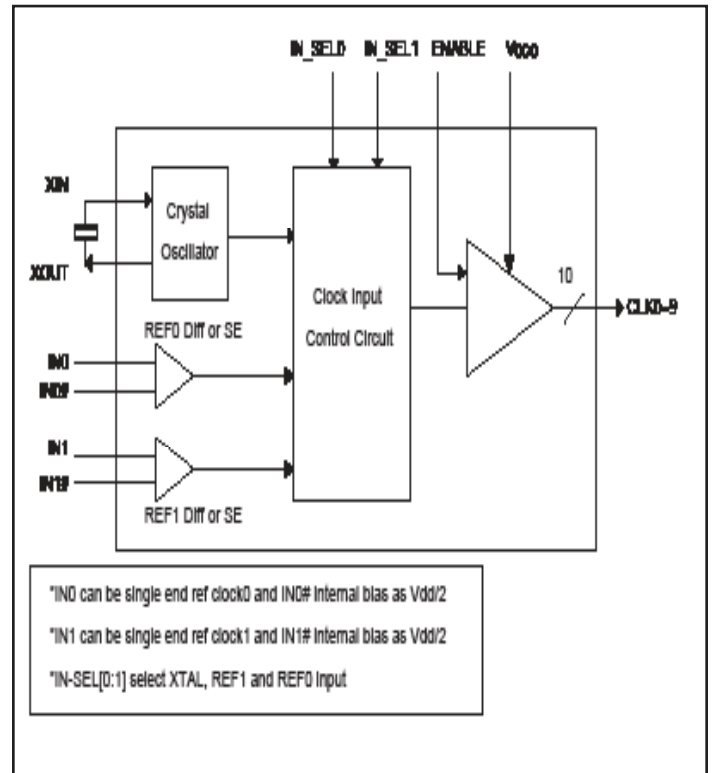 IN_SEL0 IN_SEL1 ENABLE VDDO
XIN
XOUT
Crystal
Oscillator
Clock Input
Control Circuit
10
CLK0-9
REF0 Diff or SE
IN0
IN0#
IN1
IN1#
REF1 Diff or SE
*IN0 can be single end ref clock0 and IN0# Internal bias as Vdd/2
*IN1 can be single end ref clock1 and IN1# Internal bias as Vdd/2
*IN-SEL[0:1] select XTAL, REF1 and REF0 Input